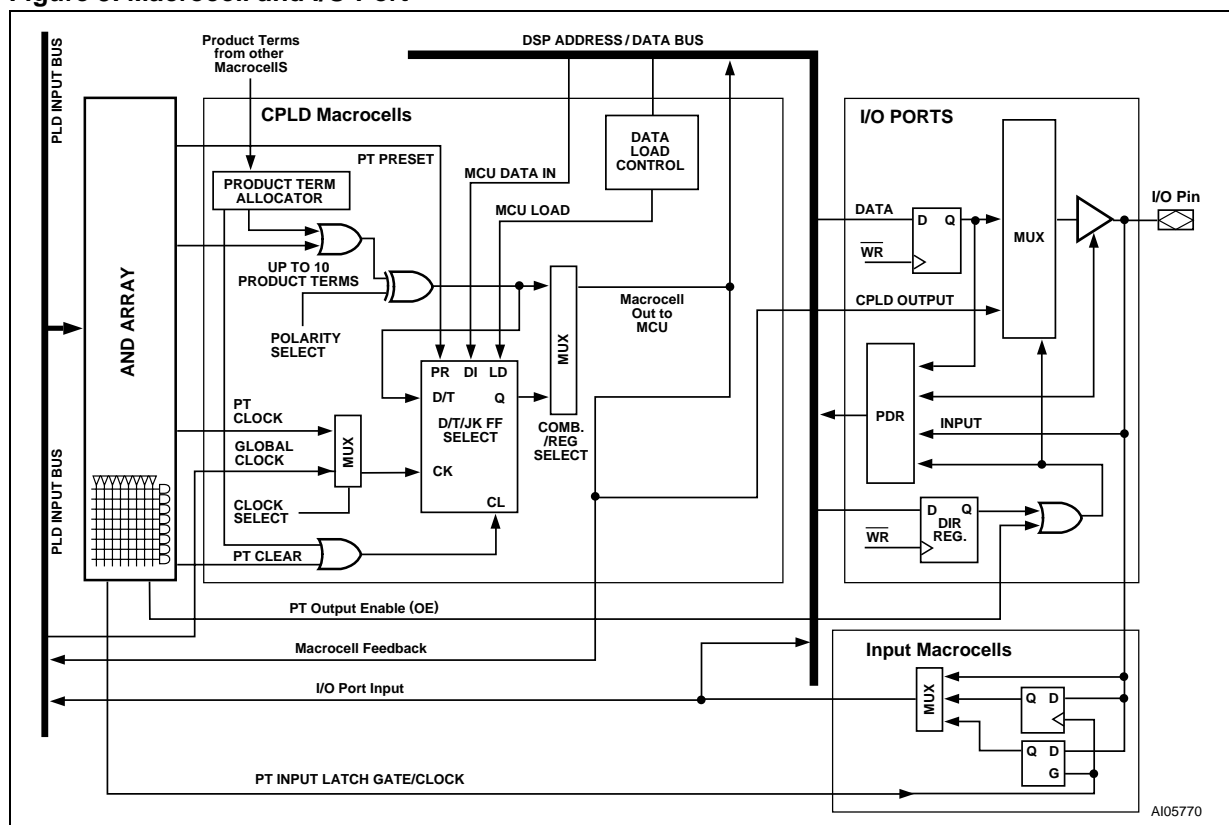 Figure
Macrocell and I/O Port
PLD INPUT BUS
Product Terms
from other
MacrocellS
DSP ADDRESS / DATA BUS
CPLD Macrocells
I/O PORTS
AND ARRAY
PT PRESET
PRODUCT TERM
ALLOCATOR
MCU DATA IN
MCU LOAD
DATA
LOAD
CONTROL
UP TO 10
PRODUCT TERMS
POLARITY
SELECT
MUX
Macrocell
Out to
MCU
DATA
D Q
WR
MUX
I/O Pin
CPLD OUTPUT
PR DI LD
D/T Q
D/T/JK FF
SELECT
CK
CL
COMB.
/REG
SELECT
PT
CLOCK
GLOBAL
CLOCK
MUX
CLOCK
SELECT
PT CLEAR
PDR
INPUT
D Q
DIR
REG.
WR
PLD INPUT BUS
PT Output Enable (OE)
Macrocell Feedback
I/O Port Input
Input Macrocells
MUX
Q D
Q D
G
PT INPUT LATCH GATE/CLOCK
AI05770